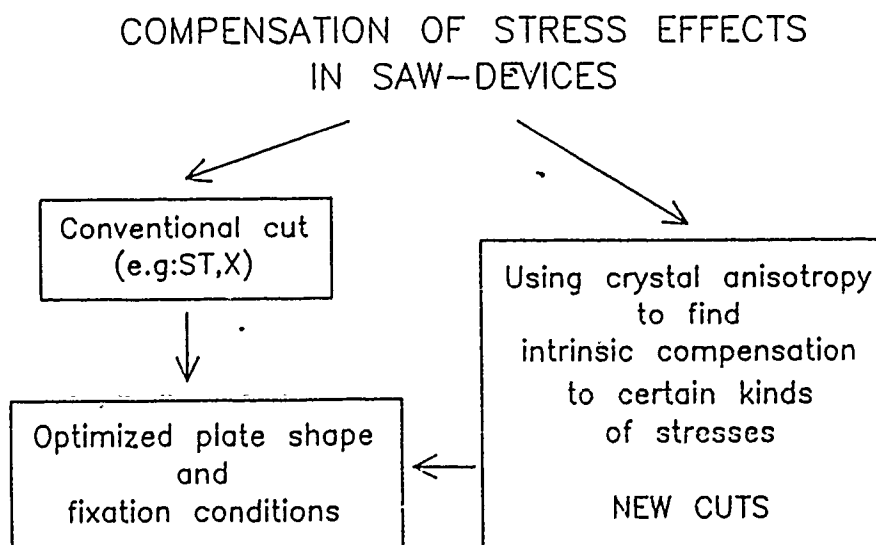 COMPENSATION OF STRESS EFFECTS
IN SAW-DEVICES
Conventional cut
(e.g:ST,X)
Using crystal anisotropy
to find
intrinsic compensation
to certain kinds
of stresses
NEW CUTS
Optimized plate shape
and
fixation conditions